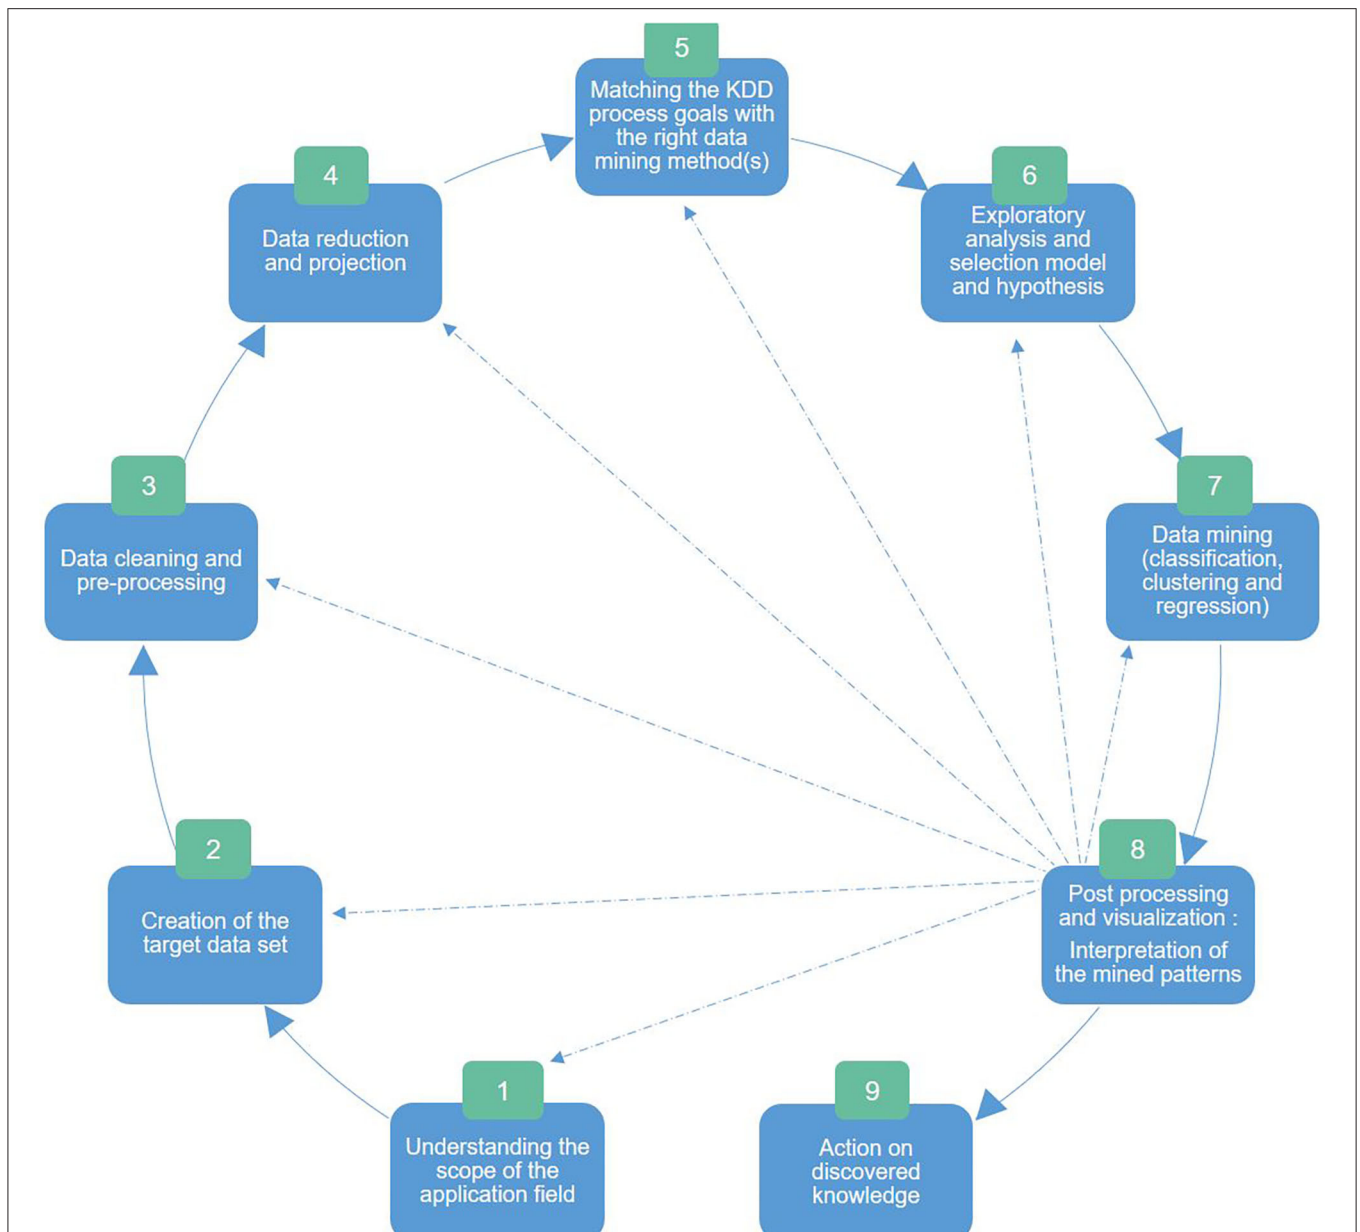 5
Matching the KDD
process goals with
the right data
mining method(s)
4
Data reduction
and projection
6
Exploratory
analysis and
selection model
and hypothesis
3
Data cleaning and
pre-processing
7
Data mining
(classification,
clustering and
regression)
2
Creation of the
target data set
8
Post processing
and visualization :
Interpretation of
the mined patterns
1
Understanding the
scope of the
application field
9
Action on
discovered
knowledge